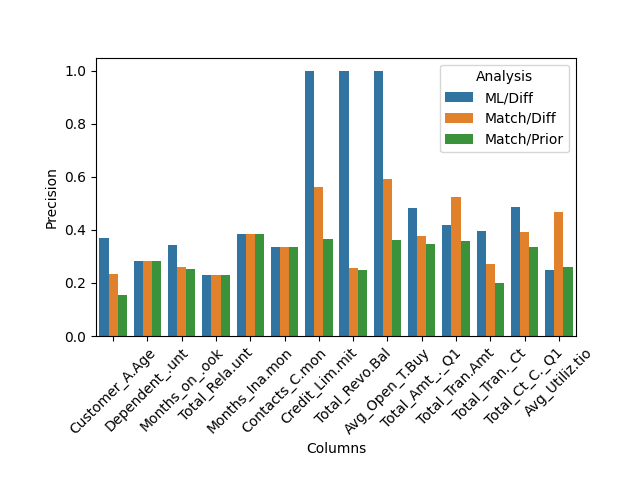 Analysis
ML/Diff
Match/Diff
Match/Prior
Precision
1.0
0.8
0.6
0.4
0.2
0.0
Customer_A.Age
Dependent_.unt
Months_on_.ook
Total_Rela.unt
Months_Ina.mon
Contacts_C.mon
Credit_Lim.mit
Total_Revo.Bal
Avg_Open_T.Buy
Total_Amt_._Q1
Total_Tran.Amt
Total_Tran._Ct
Total_Ct_C._Q1
Avg_Utiliz.tio
Columns